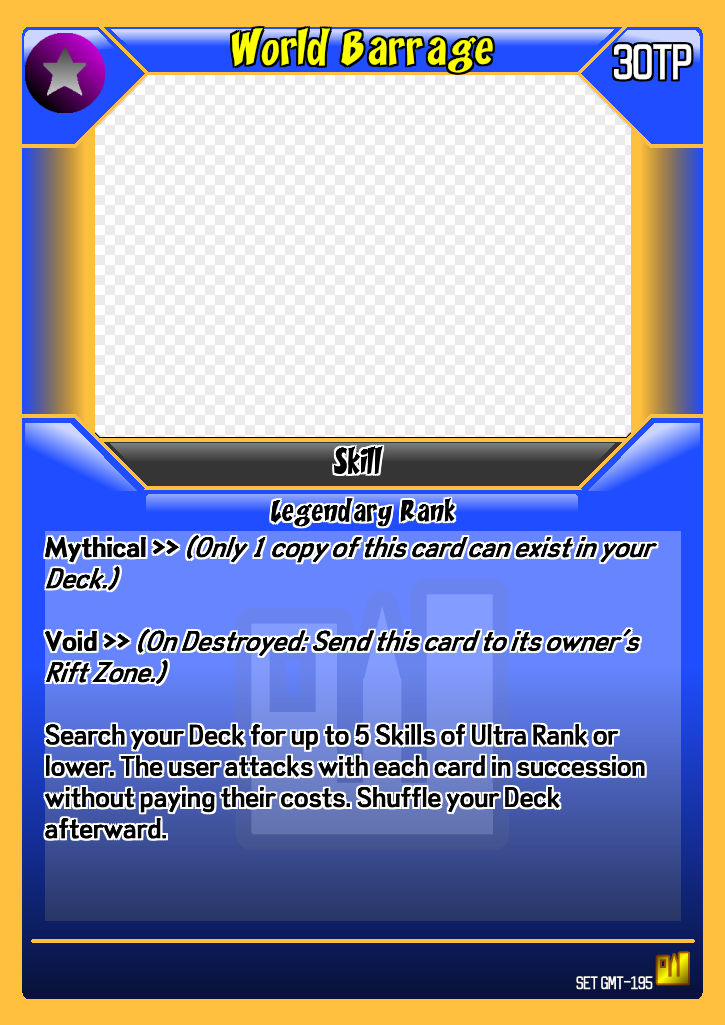 World Barrage
30TP
Skill
Legendary Rank
Mythical >> (Only 1 copy of this card can exist in your
Deck.)
Void >> (On Destroyed: Send this card to its owner's
Rift Zone.)
Search your Deck for up to 5 Skills of Ultra Rank or
lower. The user attacks with each card in succession
without paying their costs. Shuffle your Deck
afterward.
SET GMT-195